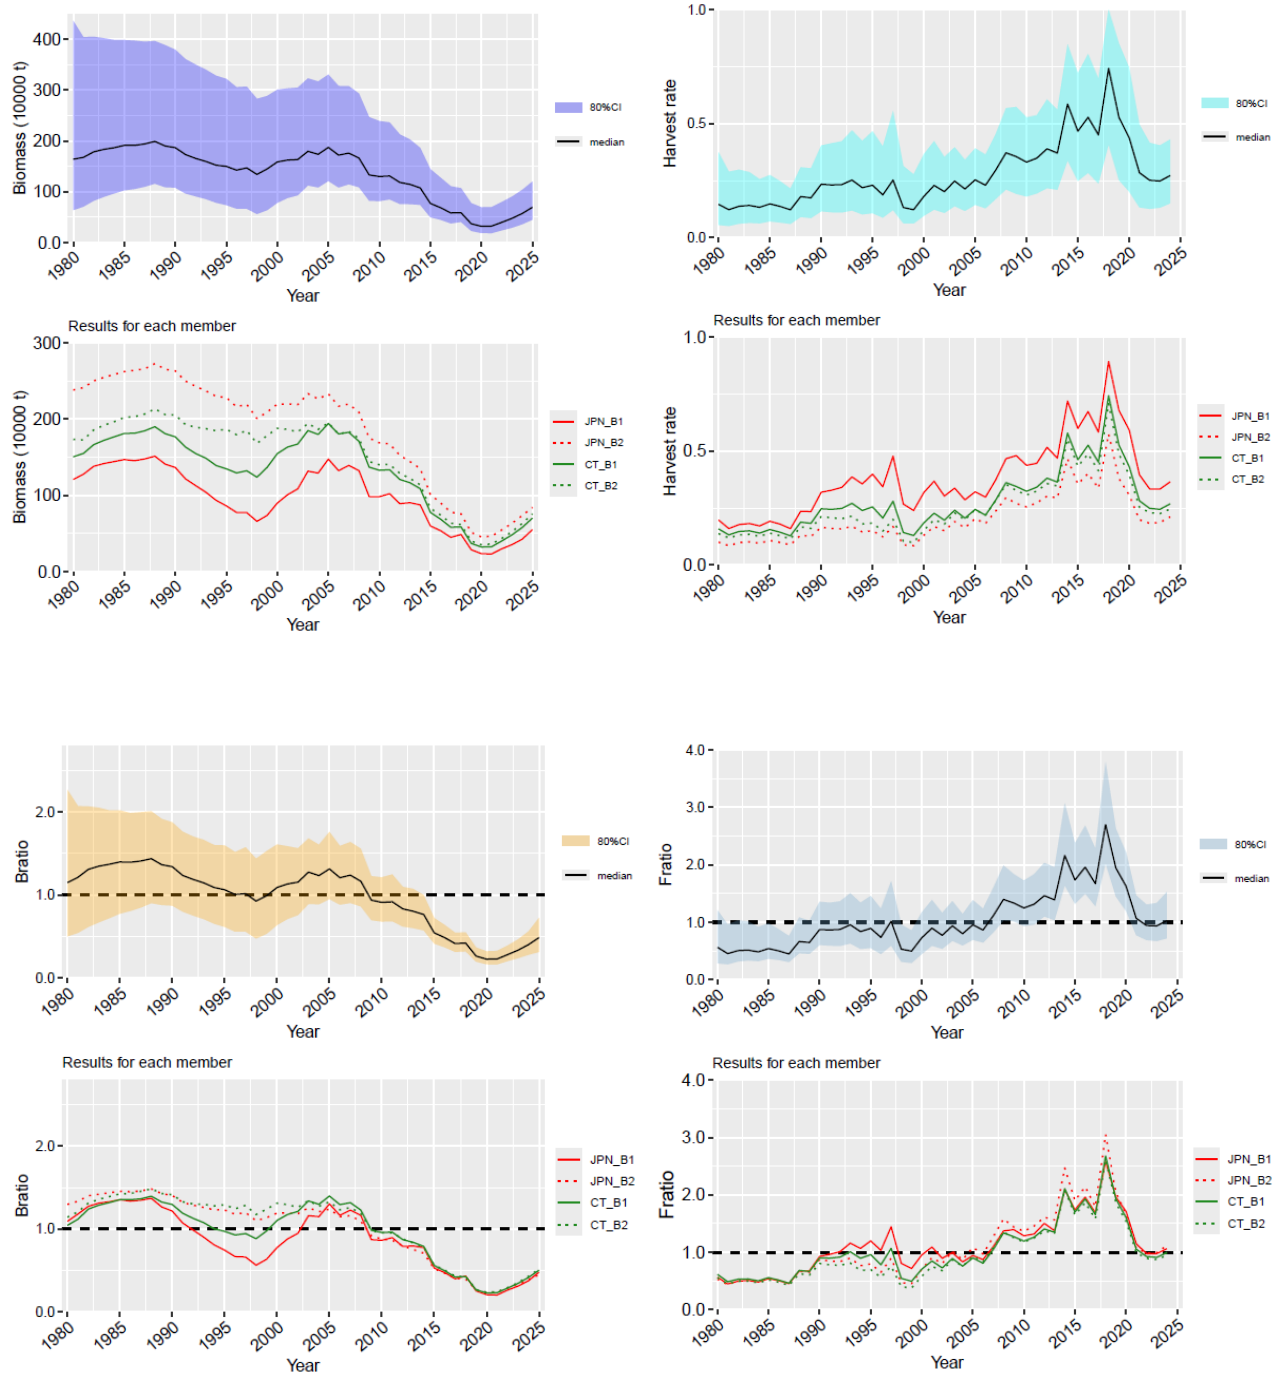 Biomass (10000 t)
400
300
200
100
0.0
1980
1985
1990
1995
2000
2005
2010
2015
2020
2025
Year
80%CI
median
Harvest rate
1.0
0.5
0.0
1980
1985
1990
1995
2000
2005
2010
2015
2020
2025
Year
80%CI
median
Results for each member
Biomass (10000 t)
300
200
100
0.0
1980
1985
1990
1995
2000
2005
2010
2015
2020
2025
Year
JPN_B1
JPN_B2
CT_B1
CT_B2
Results for each member
Harvest rate
1.0
0.5
0.0
1980
1985
1990
1995
2000
2005
2010
2015
2020
2025
Year
JPN_B1
JPN_B2
CT_B1
CT_B2
Bratio
2.0
1.0
0.0
1980
1985
1990
1995
2000
2005
2010
2015
2020
2025
Year
80%CI
median
Fratio
4.0
3.0
2.0
1.0
0.0
1980
1985
1990
1995
2000
2005
2010
2015
2020
2025
Year
80%CI
median
Results for each member
Bratio
2.0
1.0
0.0
1980
1985
1990
1995
2000
2005
2010
2015
2020
2025
Year
JPN_B1
JPN_B2
CT_B1
CT_B2
Results for each member
Fratio
4.0
3.0
2.0
1.0
0.0
1980
1985
1990
1995
2000
2005
2010
2015
2020
2025
Year
JPN_B1
JPN_B2
CT_B1
CT_B2